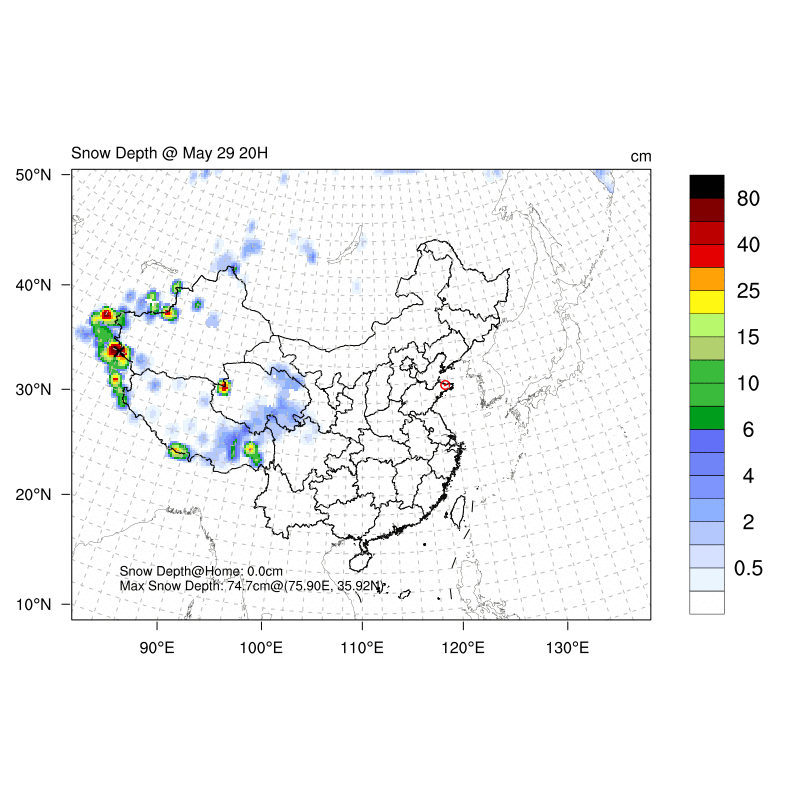 Snow Depth @ May 29 20H
cm
50°N
40°N
30°N
20°N
10°N
90°E
100°E
110°E
120°E
130°E
80
40
25
15
10
6
4
2
0.5
Snow Depth@Home: 0.0cm
Max Snow Depth: 74.7cm@(75.90E, 35.92N)